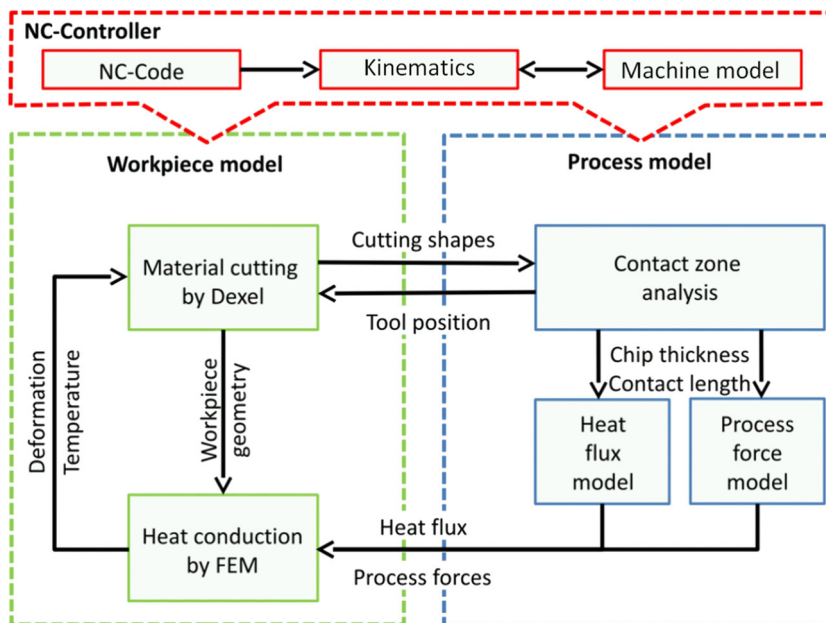 NC-Controller
NC-Code
Kinematics
Machine model
Workpiece model
Process model
Material cutting
by Dexel
Cutting shapes
Tool position
Contact zone
analysis
Deformation
Temperature
Workpiece
geometry
Chip thickness
Contact length
Heat
flux
model
Process
force
model
Heat conduction
by FEM
Heat flux
Process forces